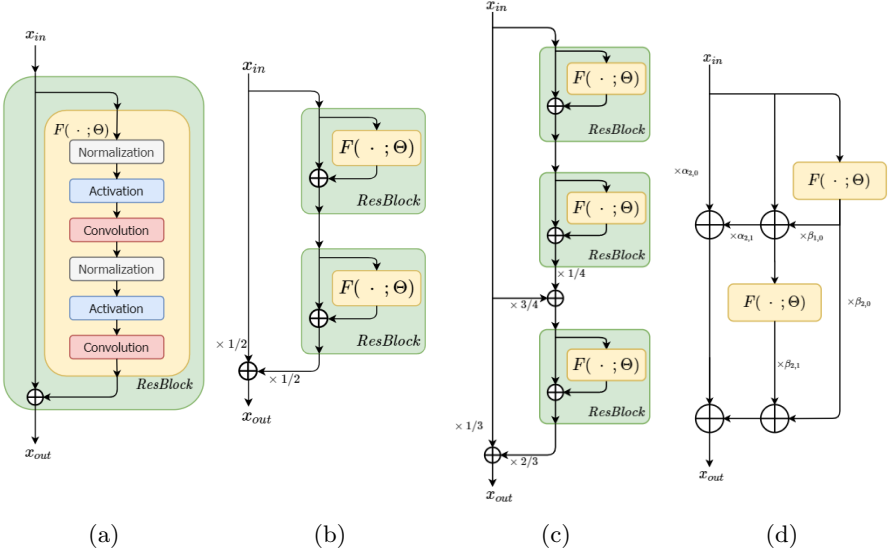 x_in
F( · ;Θ)
Normalization
Activation
Convolution
Normalization
Activation
Convolution
ResBlock
x_out
(a)
x_in
F( · ;Θ)
ResBlock
F( · ;Θ)
ResBlock
× 1/2
× 1/2
x_out
(b)
x_in
F( · ;Θ)
ResBlock
F( · ;Θ)
ResBlock
× 1/4
× 3/4
F( · ;Θ)
ResBlock
× 1/3
× 2/3
x_out
(c)
x_in
F( · ;Θ)
×α_{2,0}
×α_{2,1}
×β_{1,0}
F( · ;Θ)
×β_{2,0}
×β_{2,1}
x_out
(d)